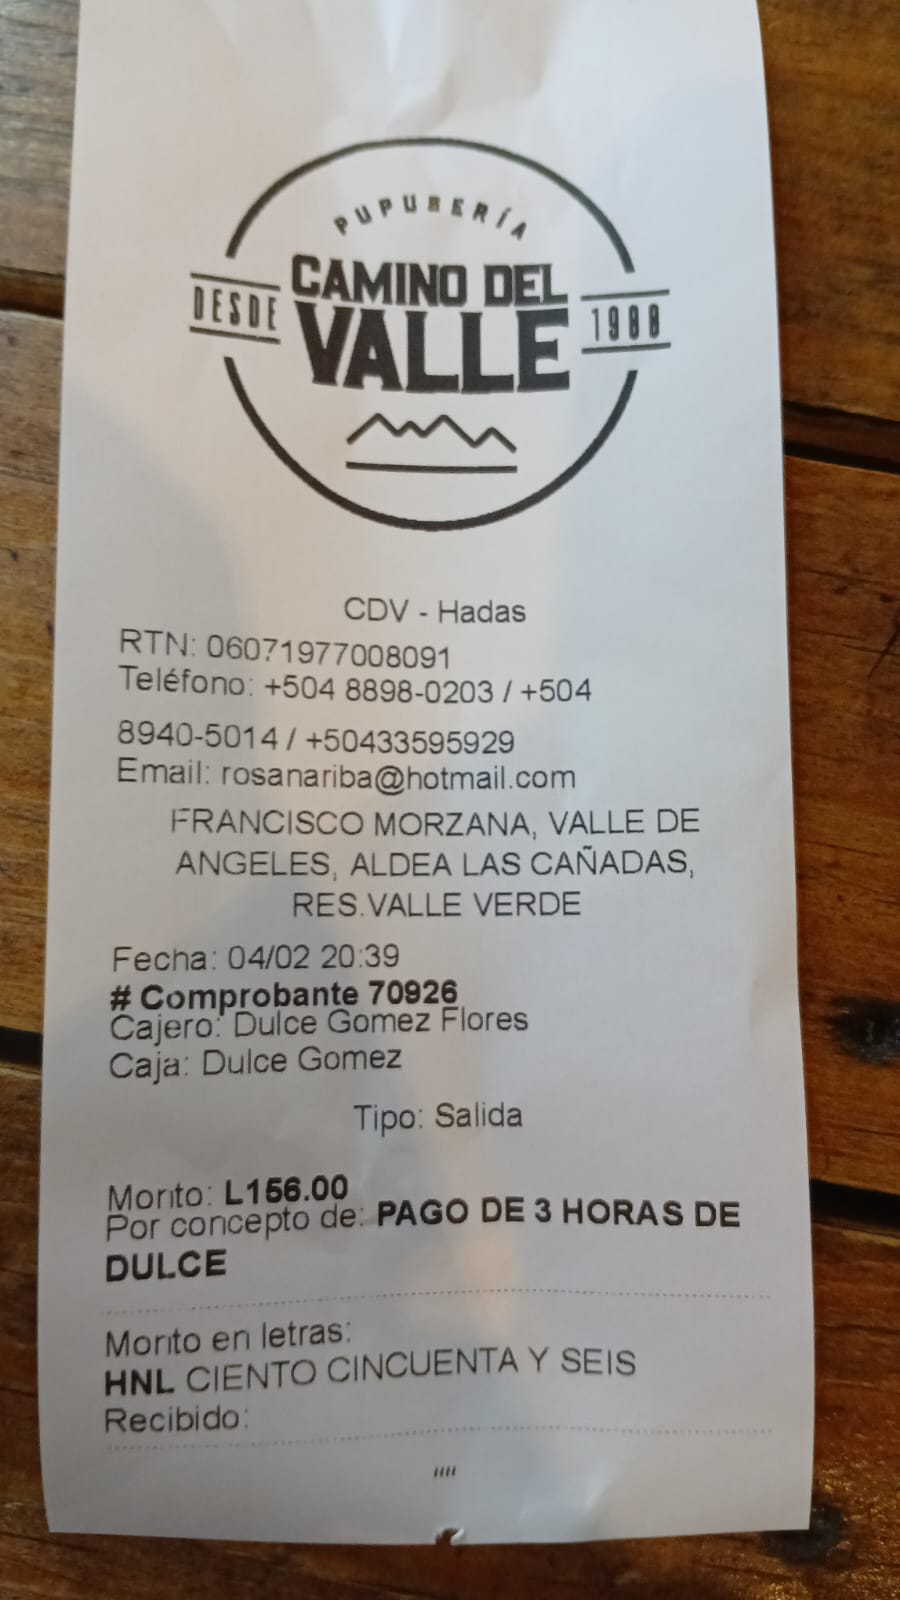 PUPUSERÍA
DESDE CAMINO DEL VALLE 1988
CDV - Hadas
RTN: 06071977008091
Teléfono: +504 8898-0203 / +504
8940-5014 / +50433595929
Email: rosanariba@hotmail.com
FRANCISCO MORZANA, VALLE DE
ANGELES, ALDEA LAS CAÑADAS,
RES.VALLE VERDE
Fecha: 04/02 20:39
# Comprobante 70926
Cajero: Dulce Gomez Flores
Caja: Dulce Gomez
Tipo: Salida
Monto: L156.00
Por concepto de: PAGO DE 3 HORAS DE
DULCE
Monto en letras:
HNL CIENTO CINCUENTA Y SEIS
Recibido:
////